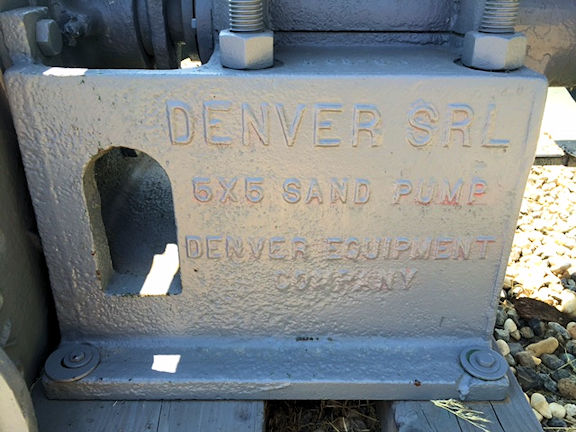 DENVER SRL
5X5 SAND PUMP
DENVER EQUIPMENT
COMPANY